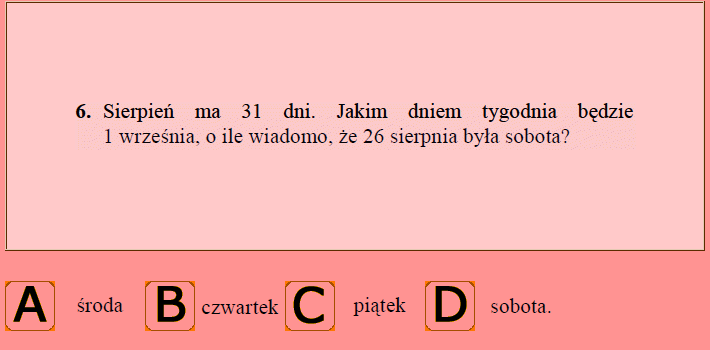 6. Sierpień ma 31 dni. Jakim dniem tygodnia będzie
1 września, o ile wiadomo, że 26 sierpnia była sobota?
A środa B czwartek C piątek D sobota.